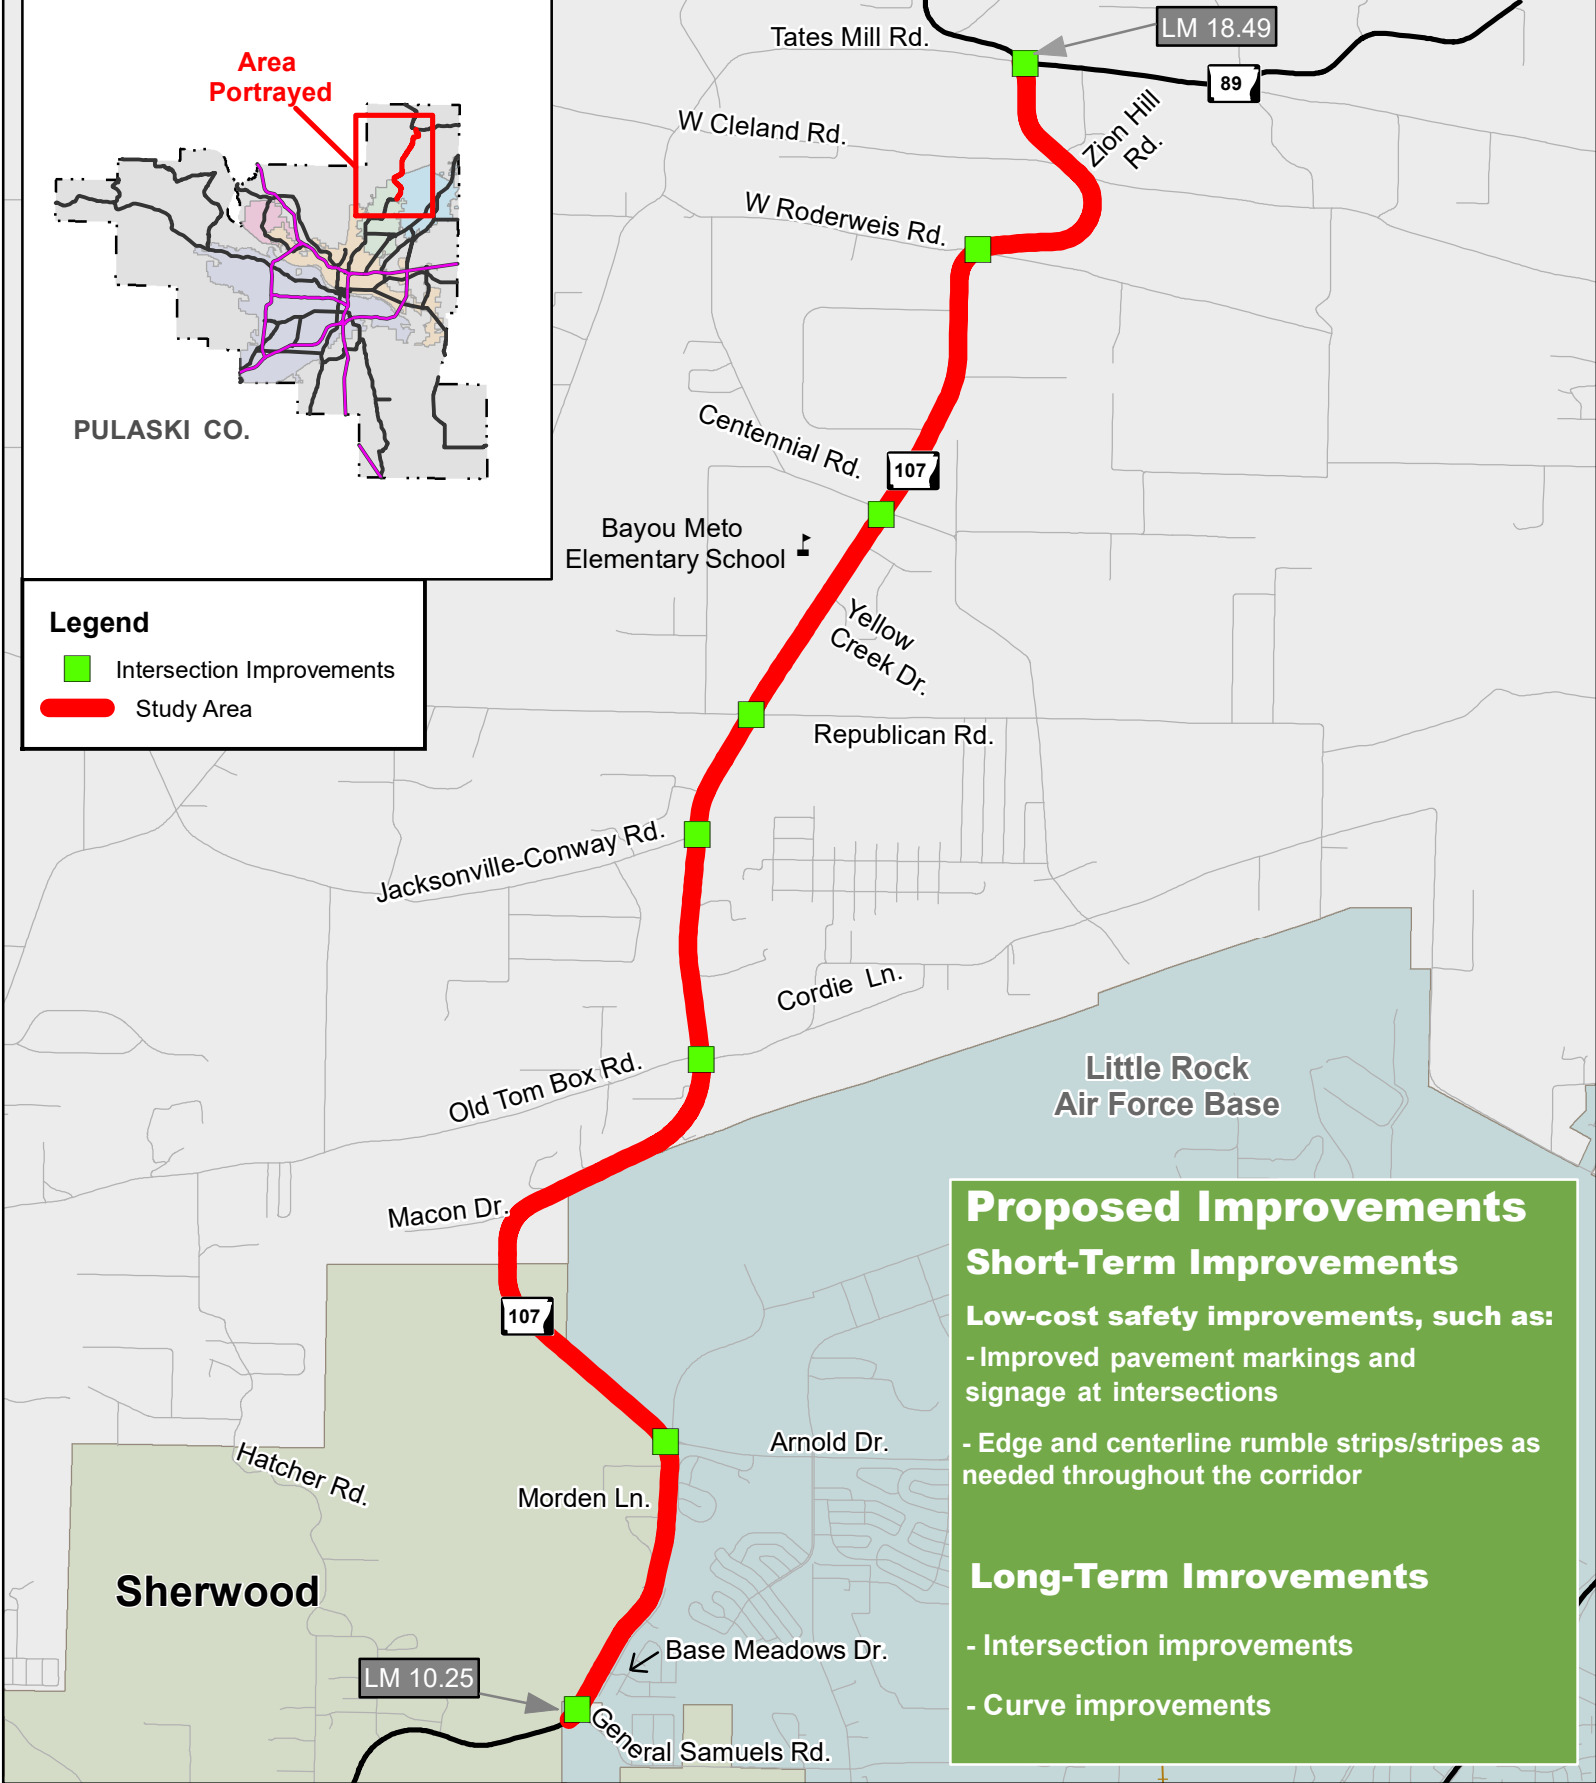 Area
Portrayed
PULASKI CO.
Legend
Intersection Improvements
Study Area
Tates Mill Rd.
LM 18.49
89
W Cleland Rd.
Zion Hill
Rd.
W Roderweis Rd.
Centennial Rd.
107
Bayou Meto
Elementary School
Yellow
Creek Dr.
Republican Rd.
Jacksonville-Conway Rd.
Cordie Ln.
Old Tom Box Rd.
Little Rock
Air Force Base
Macon Dr.
107
Arnold Dr.
Hatcher Rd.
Morden Ln.
Sherwood
Base Meadows Dr.
LM 10.25
General Samuels Rd.
Proposed Improvements
Short-Term Improvements
Low-cost safety improvements, such as:
- Improved pavement markings and
signage at intersections
- Edge and centerline rumble strips/stripes as
needed throughout the corridor
Long-Term Imrovements
- Intersection improvements
- Curve improvements